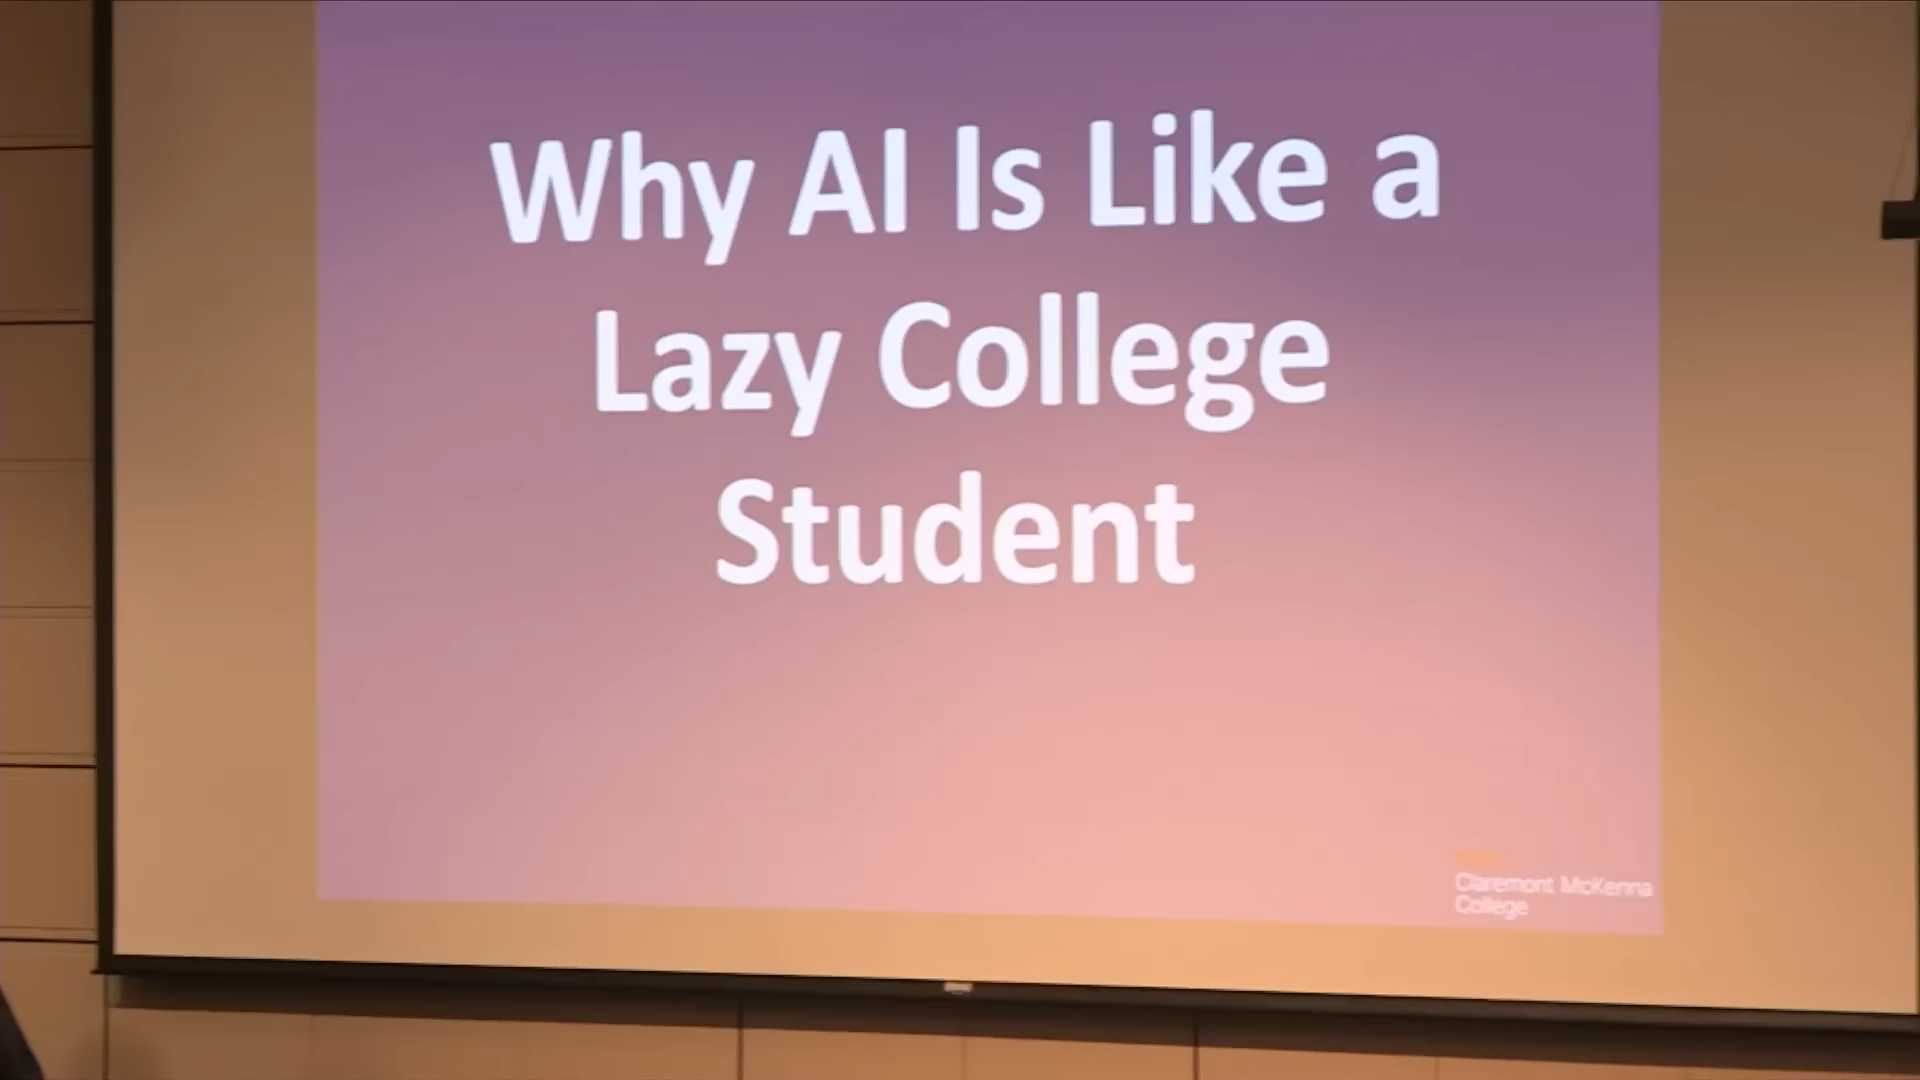 Why AI Is Like a
Lazy College
Student
Claremont McKenna
College